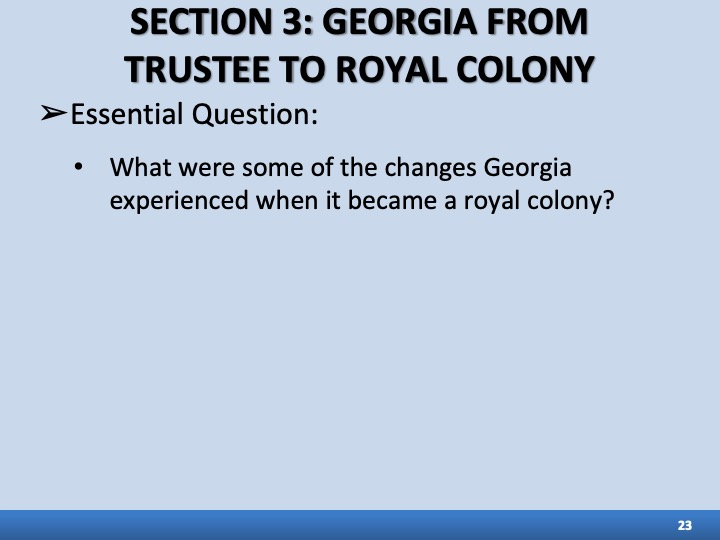 SECTION 3: GEORGIA FROM
TRUSTEE TO ROYAL COLONY
➢Essential Question:
• What were some of the changes Georgia
experienced when it became a royal colony?
23